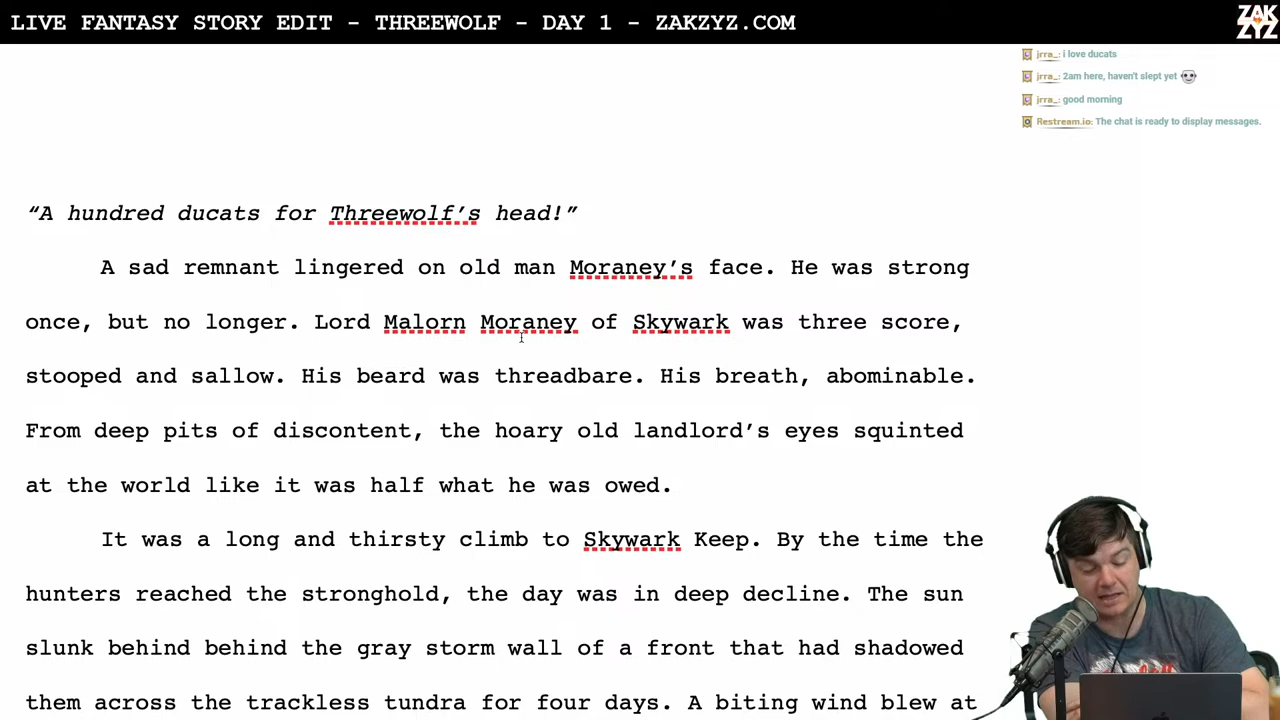 LIVE FANTASY STORY EDIT - THREEWOLF - DAY 1 - ZAKZYZ.COM
ZAK
ZYZ
jrra_: i love ducats
jrra_: 2am here, haven't slept yet
jrra_: good morning
Restream.io: The chat is ready to display messages.
“A hundred ducats for Threewolf’s head!”
A sad remnant lingered on old man Moraney’s face. He was strong
once, but no longer. Lord Malorn Moraney of Skywark was three score,
stooped and sallow. His beard was threadbare. His breath, abominable.
From deep pits of discontent, the hoary old landlord’s eyes squinted
at the world like it was half what he was owed.
It was a long and thirsty climb to Skywark Keep. By the time the
hunters reached the stronghold, the day was in deep decline. The sun
slunk behind behind the gray storm wall of a front that had shadowed
them across the trackless tundra for four days. A biting wind blew at